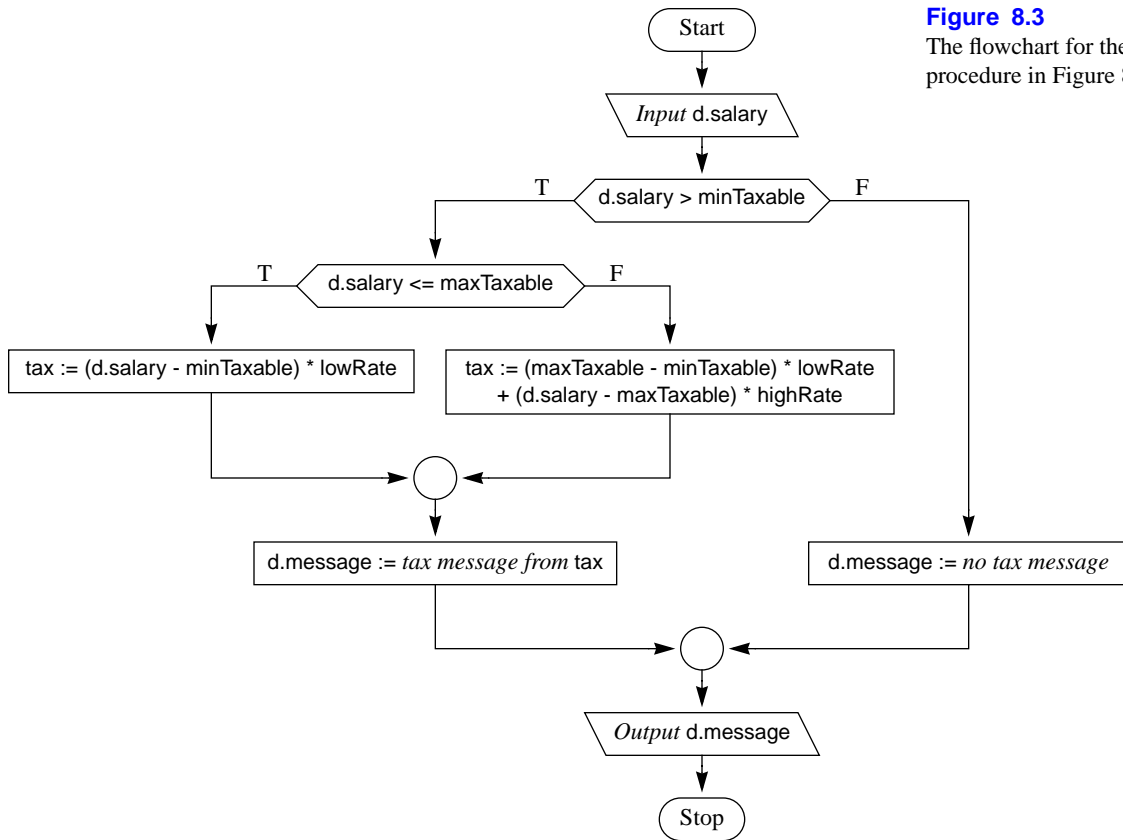 Figure 8.3
The flowchart for the
procedure in Figure
Start
Input d.salary
T
d.salary > minTaxable
F
T
d.salary <= maxTaxable
F
tax := (d.salary - minTaxable) * lowRate
tax := (maxTaxable - minTaxable) * lowRate
+ (d.salary - maxTaxable) * highRate
d.message := tax message from tax
d.message := no tax message
Output d.message
Stop